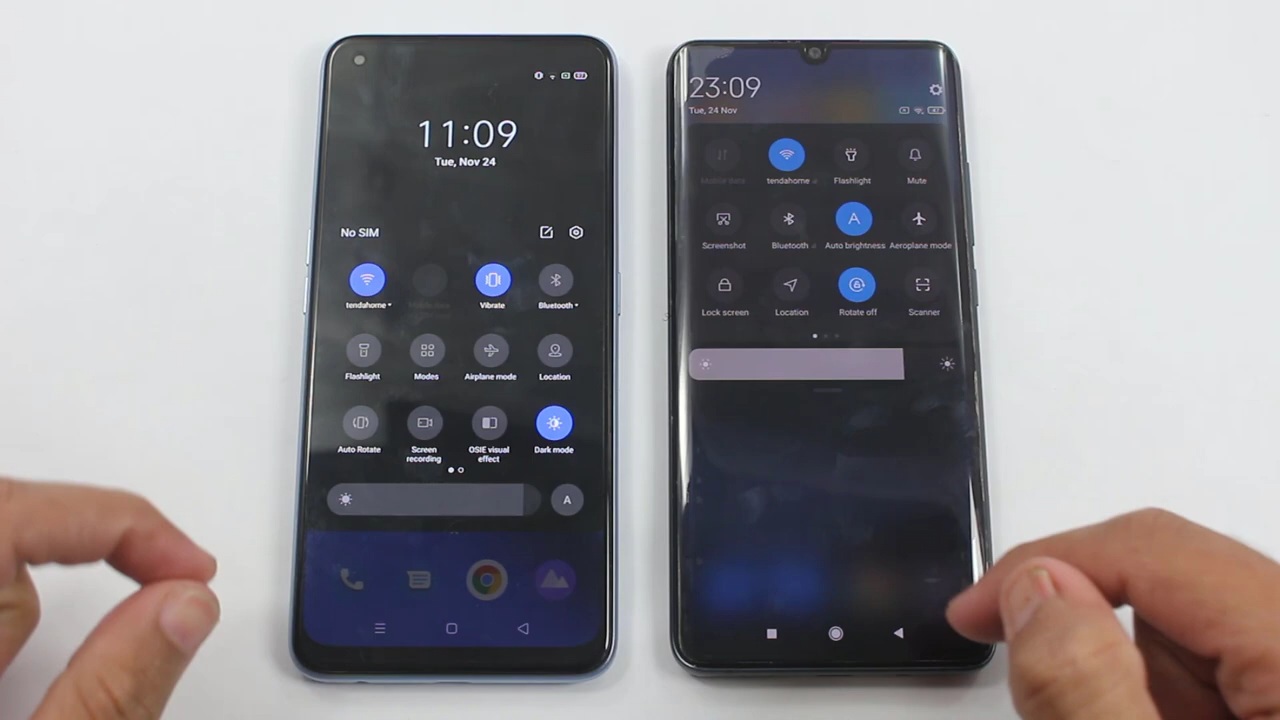 11:09
Tue, Nov 24
No SIM
tendahome
Vibrate
Bluetooth
Flashlight
Modes
Airplane mode
Location
Auto Rotate
Screen
recording
OSIE visual
effect
Dark mode
A
23:09
Tue, 24 Nov
Mobile data
tendahome
Flashlight
Mute
Screenshot
Bluetooth
A
Auto brightness
Aeroplane mode
Lock screen
Location
Rotate off
Scanner